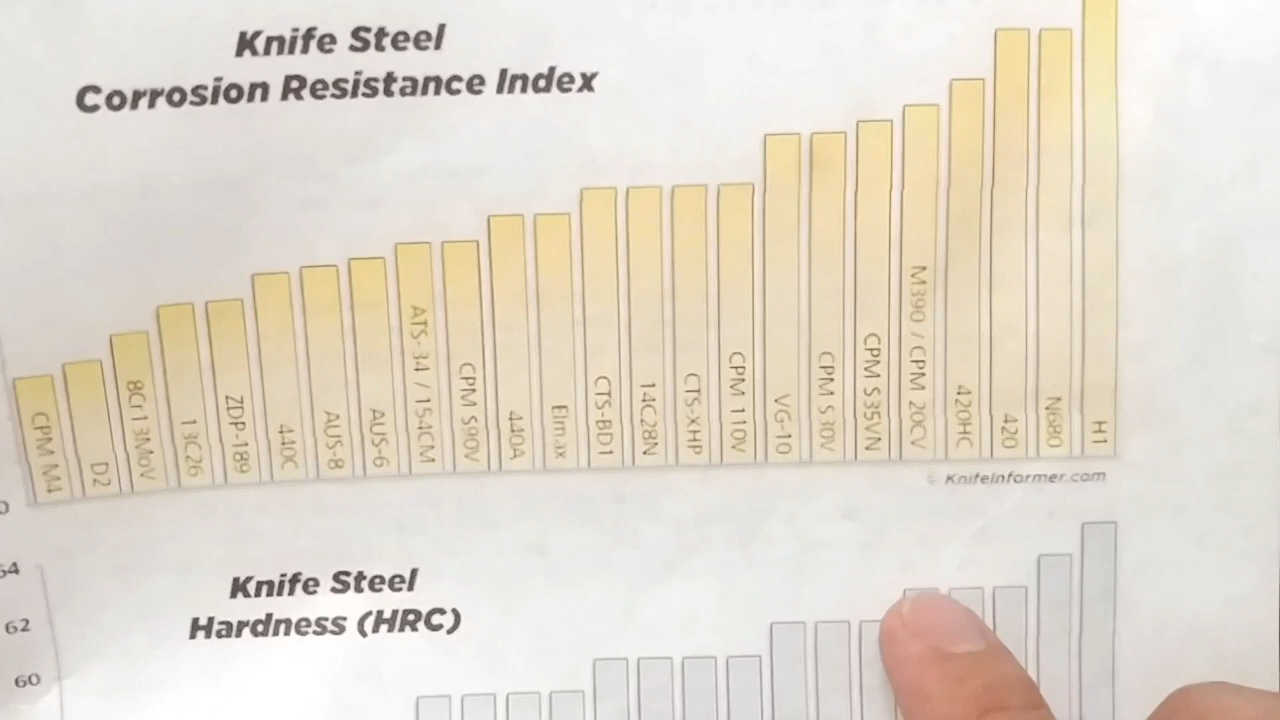 Knife Steel
Corrosion Resistance Index
CPM M4
D2
8Cr13MoV
13C26
ZDP-189
440C
AUS-8
AUS-6
ATS-34 / 154CM
CPM S90V
440A
Elmax
CTS-BD1
14C28N
CTS-XHP
CPM 110V
VG-10
CPM S30V
CPM S35VN
M390 / CPM 20CV
420HC
420
N680
H1
© KnifeInformer.com
0
Knife Steel
Hardness (HRC)
64
62
60